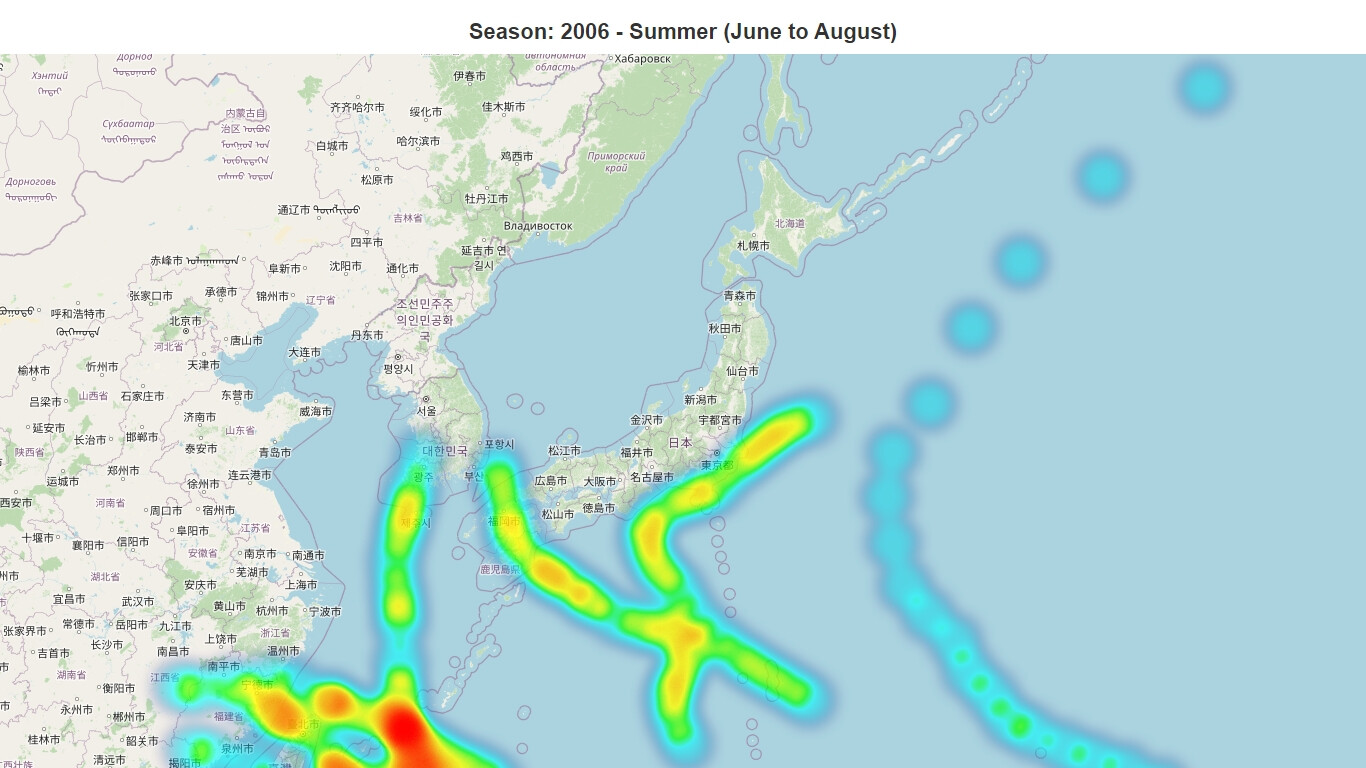 Season: 2006 - Summer (June to August)
Дорнод
автономная
область
Хабаровск
Хэнтий
伊春市
齐齐哈尔市
绥化市
佳木斯市
内蒙古自
治区
Сүхбаатар
白城市
哈尔滨市
鸡西市
Приморский
край
Дорноговь
松原市
牡丹江市
通辽市
吉林省
Владивосток
北海道
四平市
札幌市
延吉市 연
길시
赤峰市
阜新市
沈阳市
通化市
张家口市
承德市
锦州市
辽宁省
조선민주주
의인민공화
국
青森市
呼和浩特市
北京市
丹东市
秋田市
河北省
唐山市
大连市
榆林市
忻州市
天津市
평양시
仙台市
吕梁市
山西省
石家庄市
东营市
威海市
서울
新潟市
延安市
长治市
邯郸市
济南市
山东省
金沢市
宇都宮市
陕西省
泰安市
青岛市
대한민국
포항시
松江市
福井市
日本
東京都
运城市
郑州市
徐州市
连云港市
광주
부산
広島市
大阪市
名古屋市
西安市
河南省
周口市
宿州市
제주시
福岡市
松山市
徳島市
十堰市
襄阳市
信阳市
阜阳市
江苏省
安徽省
南京市
南通市
湖北省
安庆市
芜湖市
上海市
鹿児島県
宜昌市
武汉市
黄山市
杭州市
宁波市
张家界市
常德市
岳阳市
九江市
浙江省
吉首市
长沙市
南昌市
上饶市
温州市
湖南省
衡阳市
江西省
南平市
宁德市
永州市
郴州市
福建省
臺北市
桂林市
韶关市
泉州市
清远市
揭阳市
臺灣